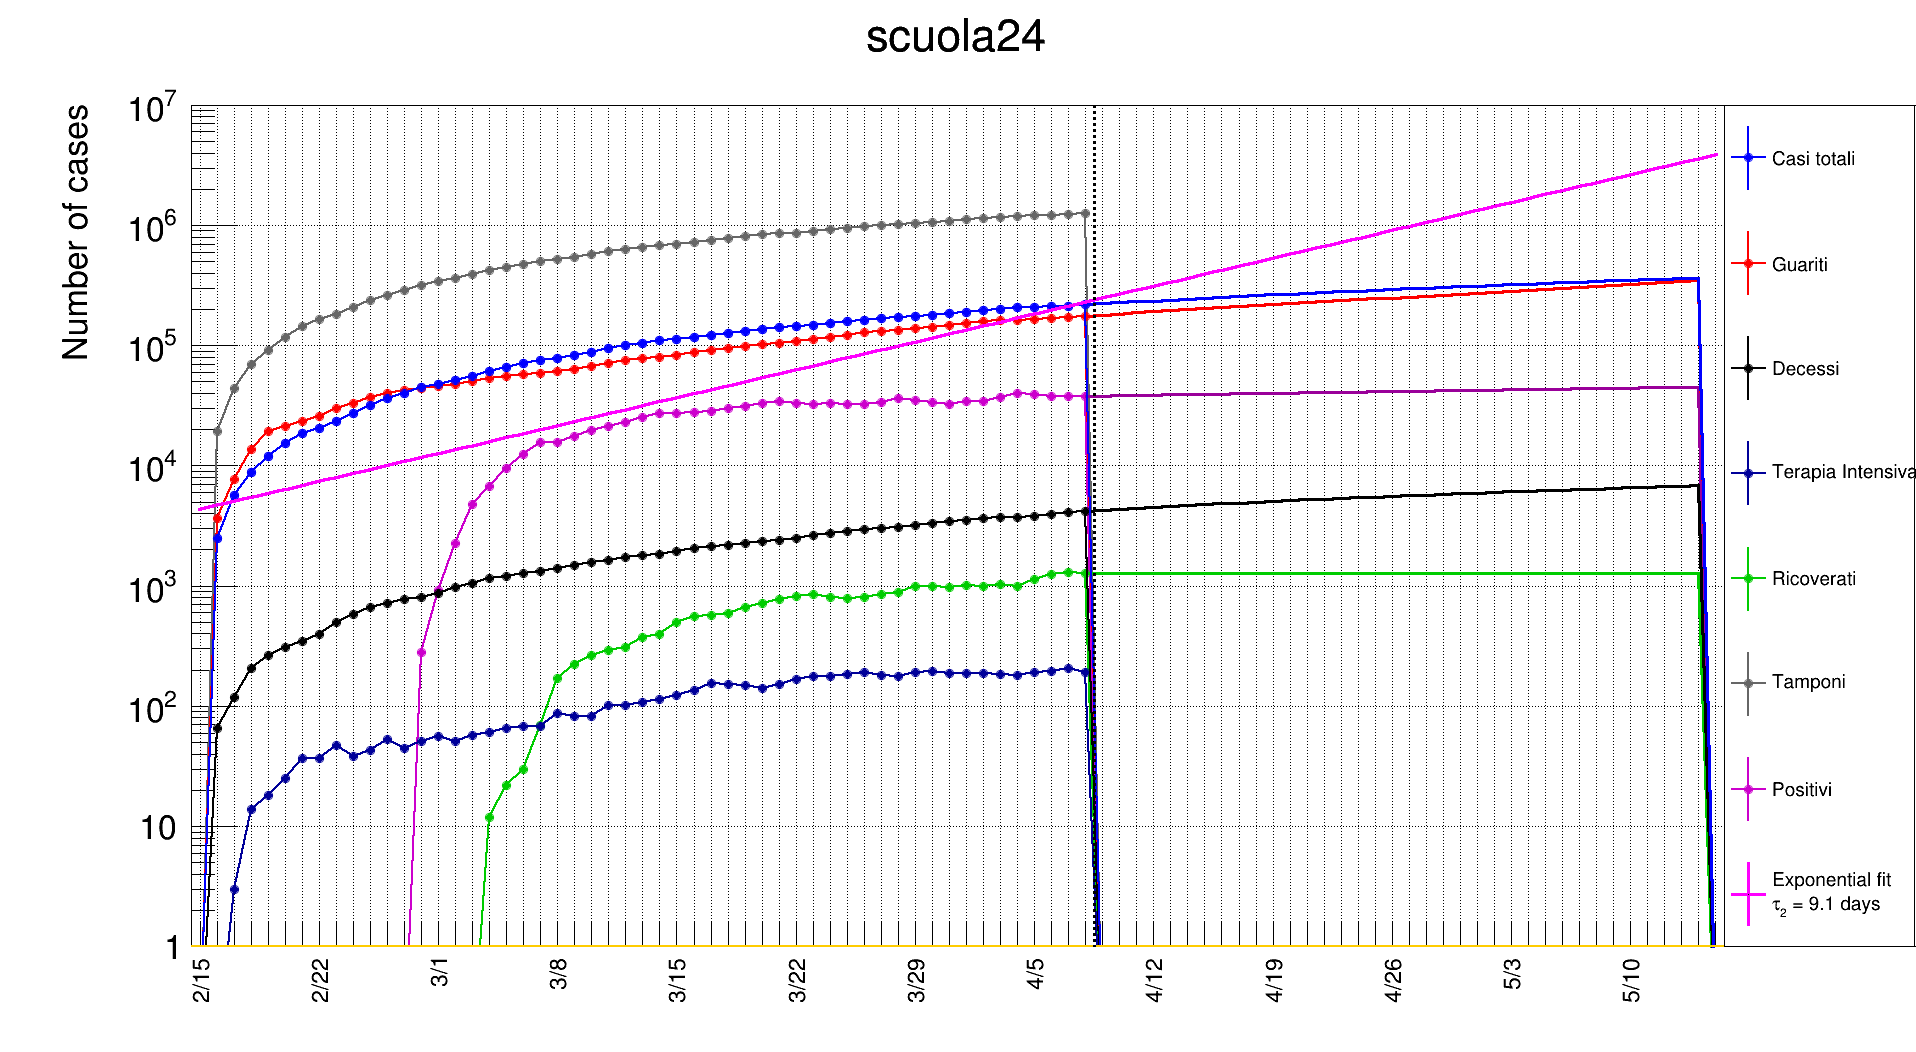 scuola24
Number of cases
10^7
10^6
10^5
10^4
10^3
10^2
10
1
2/15
2/22
3/1
3/8
3/15
3/22
3/29
4/5
4/12
4/19
4/26
5/3
5/10
Casi totali
Guariti
Decessi
Terapia Intensiva
Ricoverati
Tamponi
Positivi
Exponential fit
τ₂ = 9.1 days